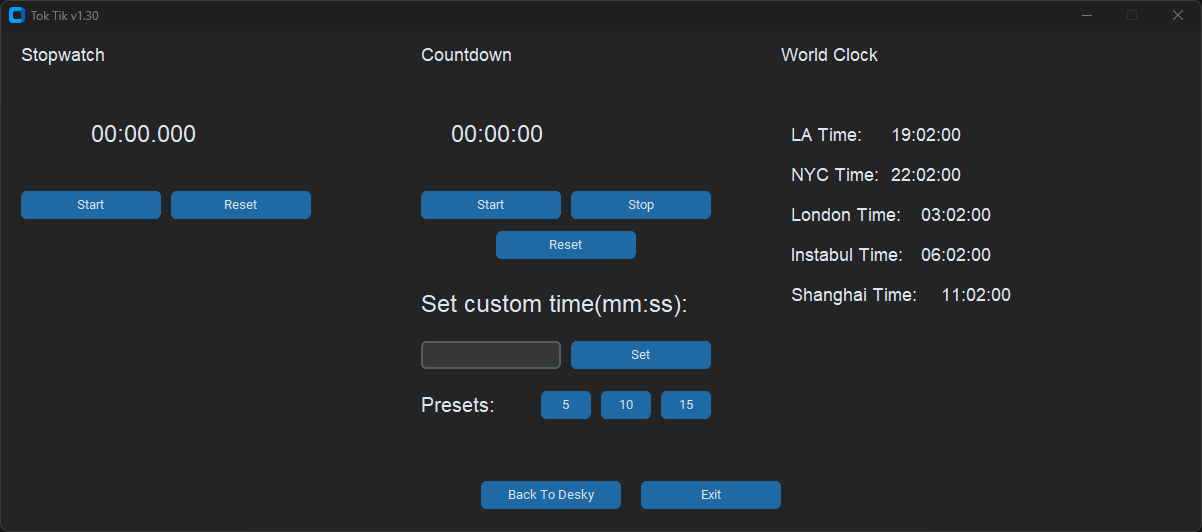 Tok Tik v1.30
Stopwatch
00:00.000
Start Reset
Countdown
00:00:00
Start Stop
Reset
Set custom time(mm:ss):
Set
Presets: 5 10 15
World Clock
LA Time: 19:02:00
NYC Time: 22:02:00
London Time: 03:02:00
Instabul Time: 06:02:00
Shanghai Time: 11:02:00
Back To Desky Exit